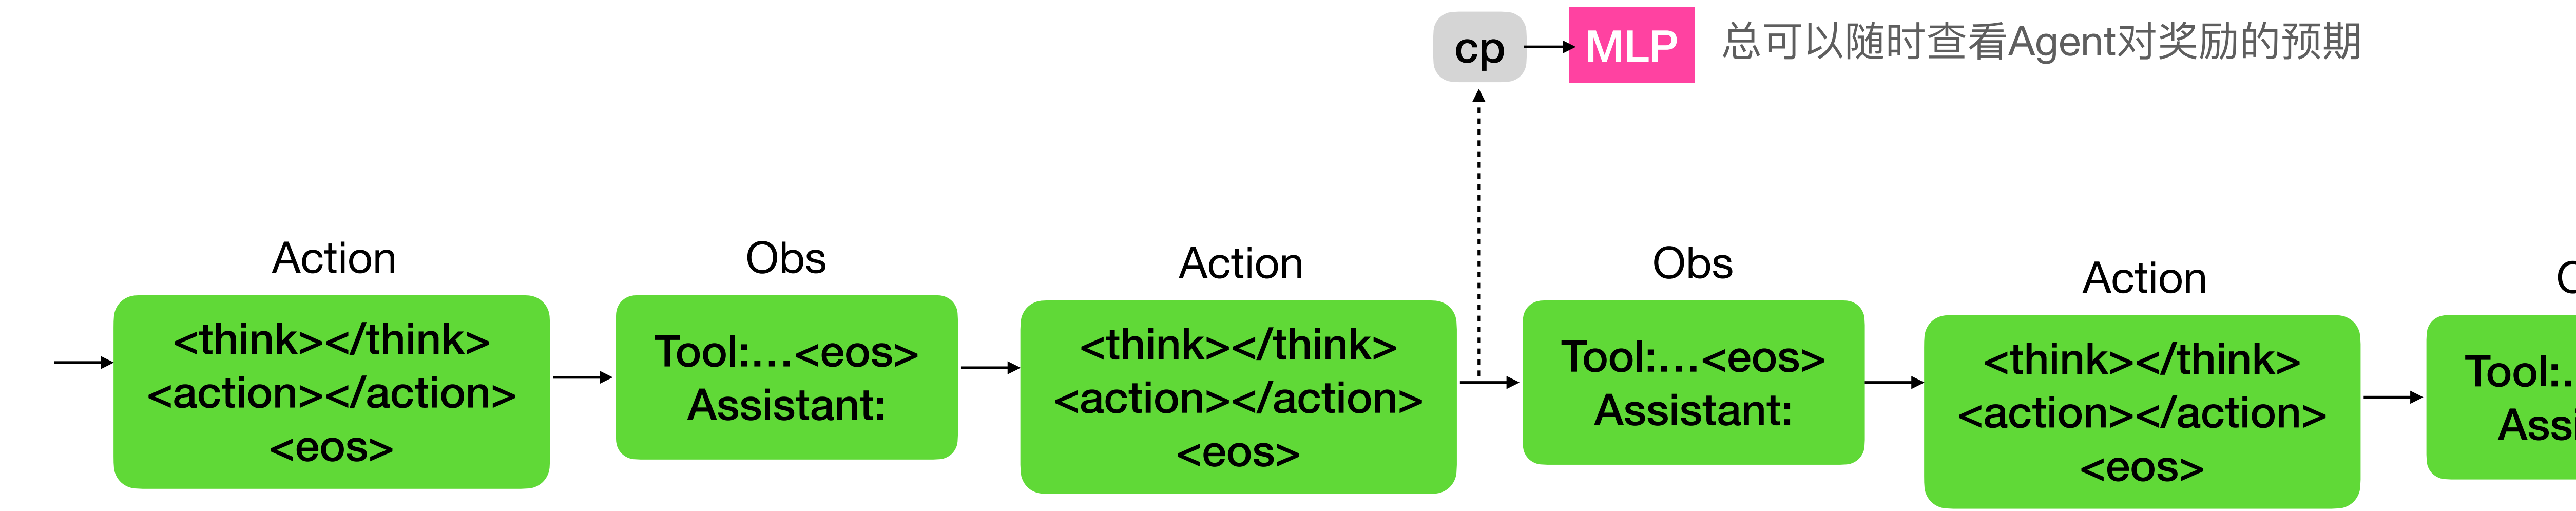 cp
MLP
总可以随时查看Agent对奖励的预期
Action
<think></think>
<action></action>
<eos>
Obs
Tool:...<eos>
Assistant:
Action
<think></think>
<action></action>
<eos>
Obs
Tool:...<eos>
Assistant:
Action
<think></think>
<action></action>
<eos>
Tool:.